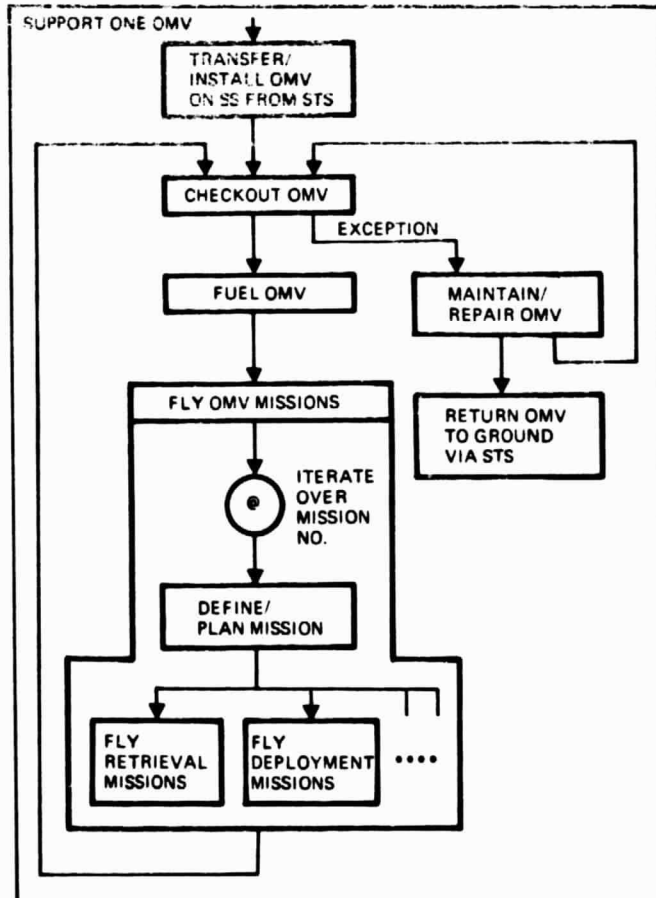 SUPPORT ONE OMV
TRANSFER/
INSTALL OMV
ON SS FROM STS
CHECKOUT OMV
EXCEPTION
FUEL OMV
MAINTAIN/
REPAIR OMV
FLY OMV MISSIONS
RETURN OMV
TO GROUND
VIA STS
@
ITERATE
OVER
MISSION
NO.
DEFINE/
PLAN MISSION
FLY
RETRIEVAL
MISSIONS
FLY
DEPLOYMENT
MISSIONS
••••